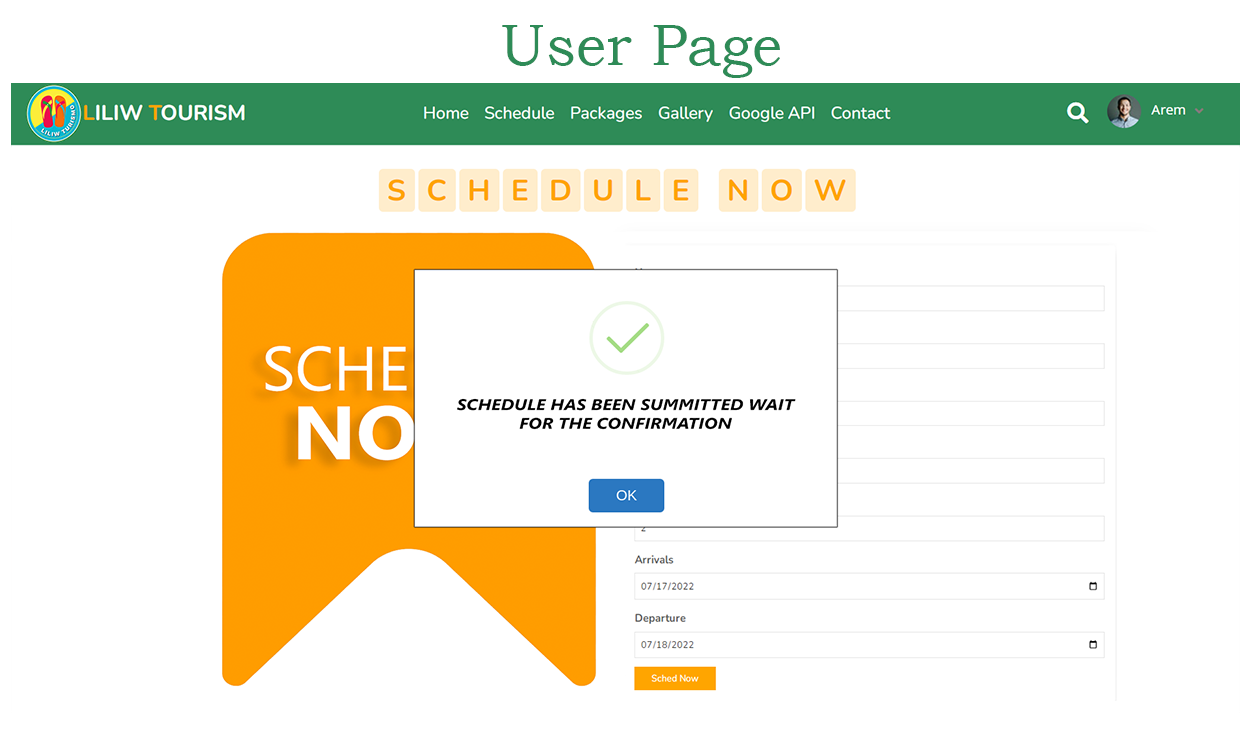 User Page
LILIW TOURISM
LILIW TURISMO
Home Schedule Packages Gallery Google API Contact
Arem
SCHEDULE NOW
SCHE
NO
SCHEDULE HAS BEEN SUMMITTED WAIT
FOR THE CONFIRMATION
OK
2
Arrivals
07/17/2022
Departure
07/18/2022
Sched Now